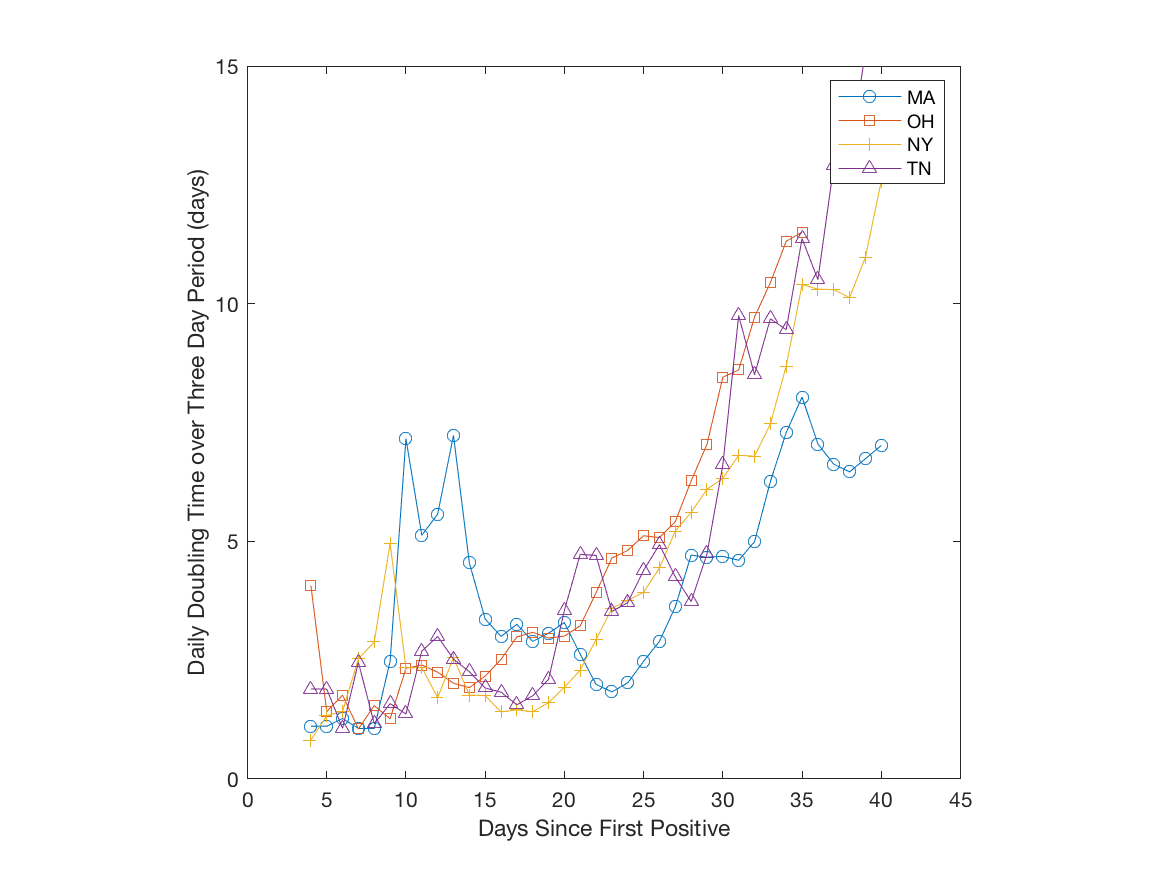 15
10
5
0
0 5 10 15 20 25 30 35 40 45
Days Since First Positive
Daily Doubling Time over Three Day Period (days)
MA
OH
NY
TN